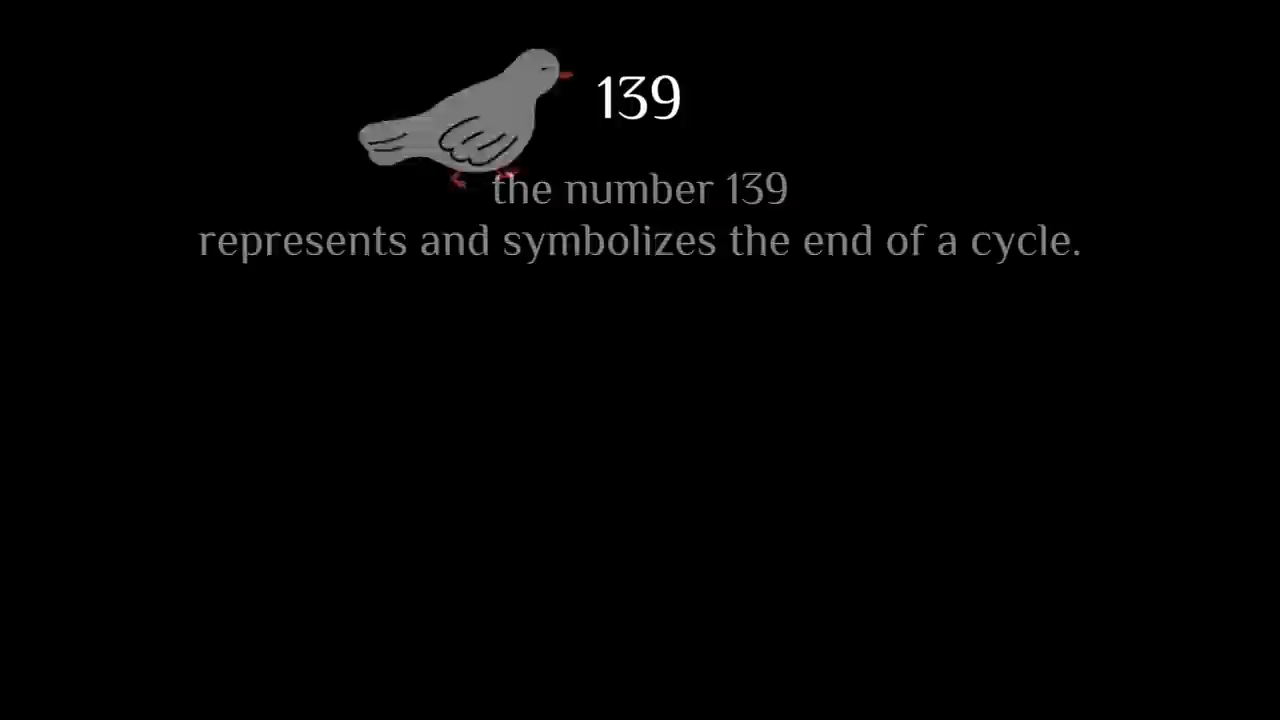 139
the number 139
represents and symbolizes the end of a cycle.